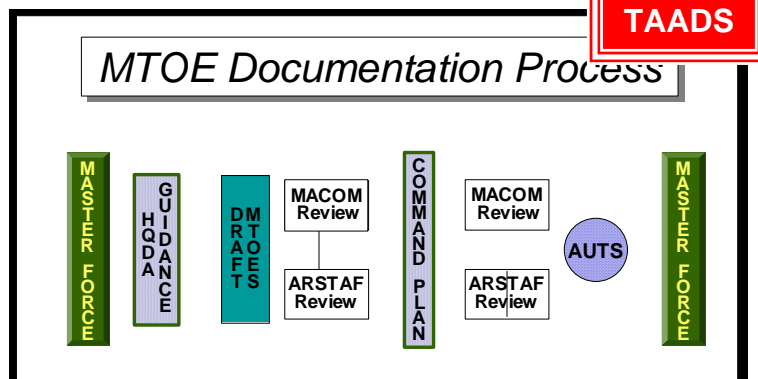 TAADS
MTOE Documentation Process
MASTER FORCE
HQDA
GUIDANCE
DRAFT
MTOES
MACOM
Review
ARSTAF
Review
COMMAND PLAN
MACOM
Review
ARSTAF
Review
AUTS
MASTER FORCE